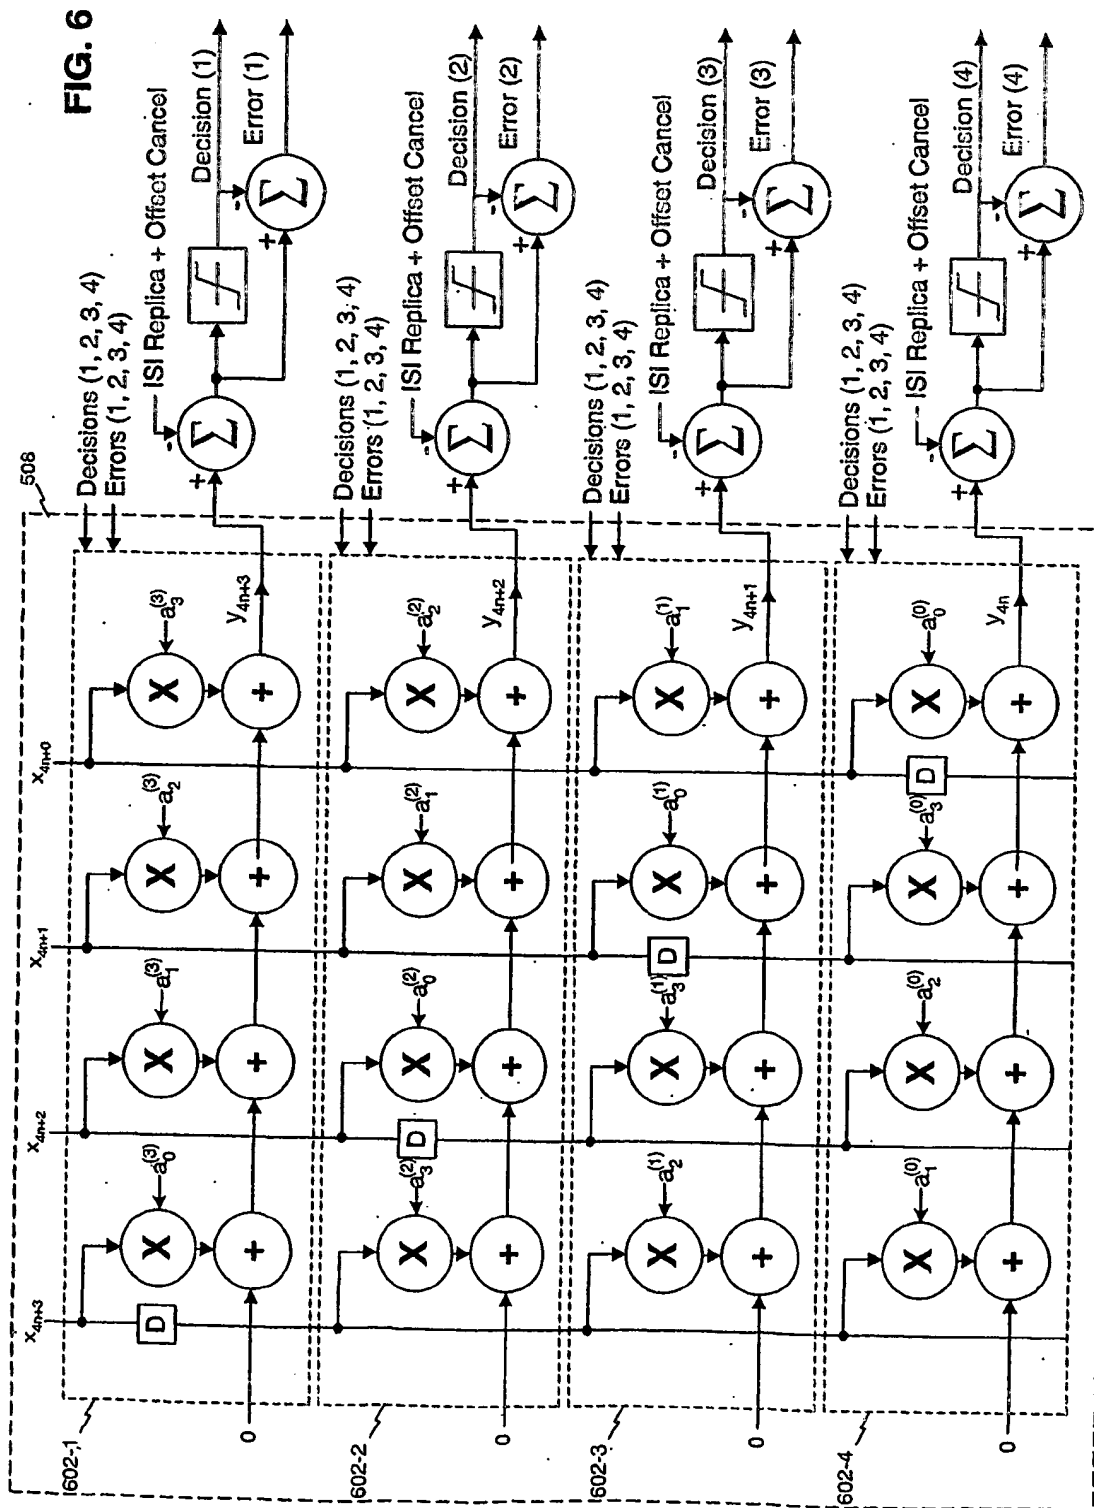 FIG. 6
508
X4n+3
X4n+2
X4n+1
X4n+0
602-1
0
D
X
a0(3)
+
X
a1(3)
+
X
a2(3)
+
X
a3(3)
+
y4n+3
Decisions (1, 2, 3, 4)
Errors (1, 2, 3, 4)
ISI Replica + Offset Cancel
-
+
Σ
Decision (1)
-
+
Σ
Error (1)
602-2
0
X
a3(2)
+
D
X
a0(2)
+
X
a1(2)
+
X
a2(2)
+
y4n+2
Decisions (1, 2, 3, 4)
Errors (1, 2, 3, 4)
ISI Replica + Offset Cancel
-
+
Σ
Decision (2)
-
+
Σ
Error (2)
602-3
0
X
a2(1)
+
X
a3(1)
+
D
X
a0(1)
+
X
a1(1)
+
y4n+1
Decisions (1, 2, 3, 4)
Errors (1, 2, 3, 4)
ISI Replica + Offset Cancel
-
+
Σ
Decision (3)
-
+
Σ
Error (3)
602-4
0
X
a1(0)
+
X
a2(0)
+
X
a3(0)
+
D
X
a0(0)
+
y4n
Decisions (1, 2, 3, 4)
Errors (1, 2, 3, 4)
ISI Replica + Offset Cancel
-
+
Σ
Decision (4)
-
+
Σ
Error (4)